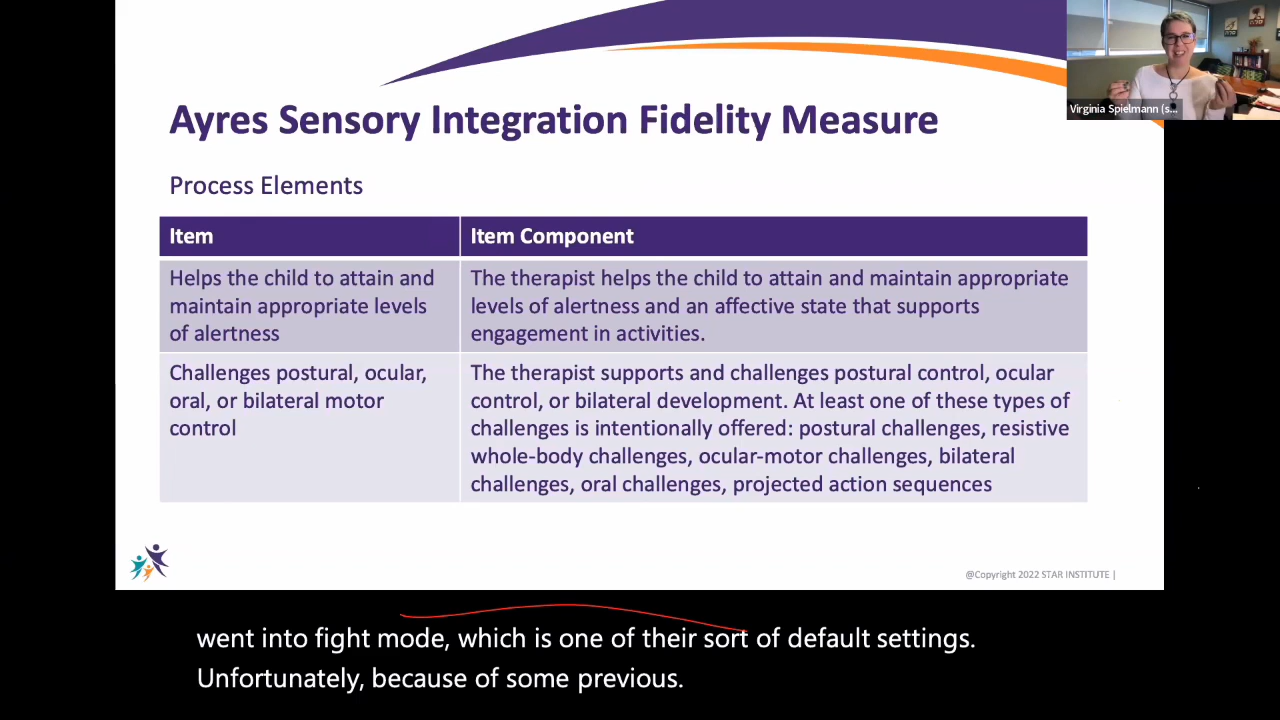 Virginia Spielmann (s...
Ayres Sensory Integration Fidelity Measure
Process Elements
Item
Item Component
Helps the child to attain and
maintain appropriate levels
of alertness
The therapist helps the child to attain and maintain appropriate
levels of alertness and an affective state that supports
engagement in activities.
Challenges postural, ocular,
oral, or bilateral motor
control
The therapist supports and challenges postural control, ocular
control, or bilateral development. At least one of these types of
challenges is intentionally offered: postural challenges, resistive
whole-body challenges, ocular-motor challenges, bilateral
challenges, oral challenges, projected action sequences
@Copyright 2022 STAR INSTITUTE |
went into fight mode, which is one of their sort of default settings.
Unfortunately, because of some previous.